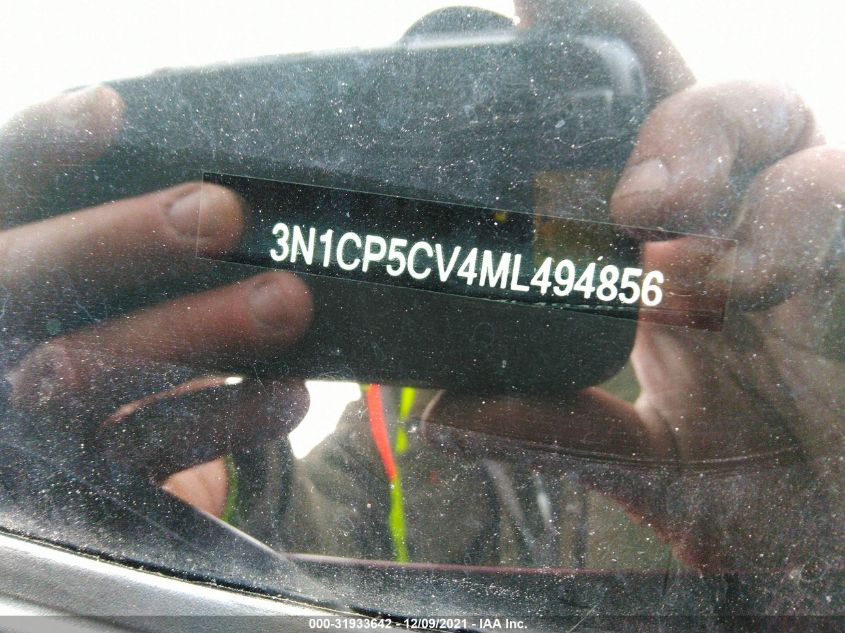 3N1CP5CV4ML494856
000-31933642 - 12/09/2021 - IAA Inc.